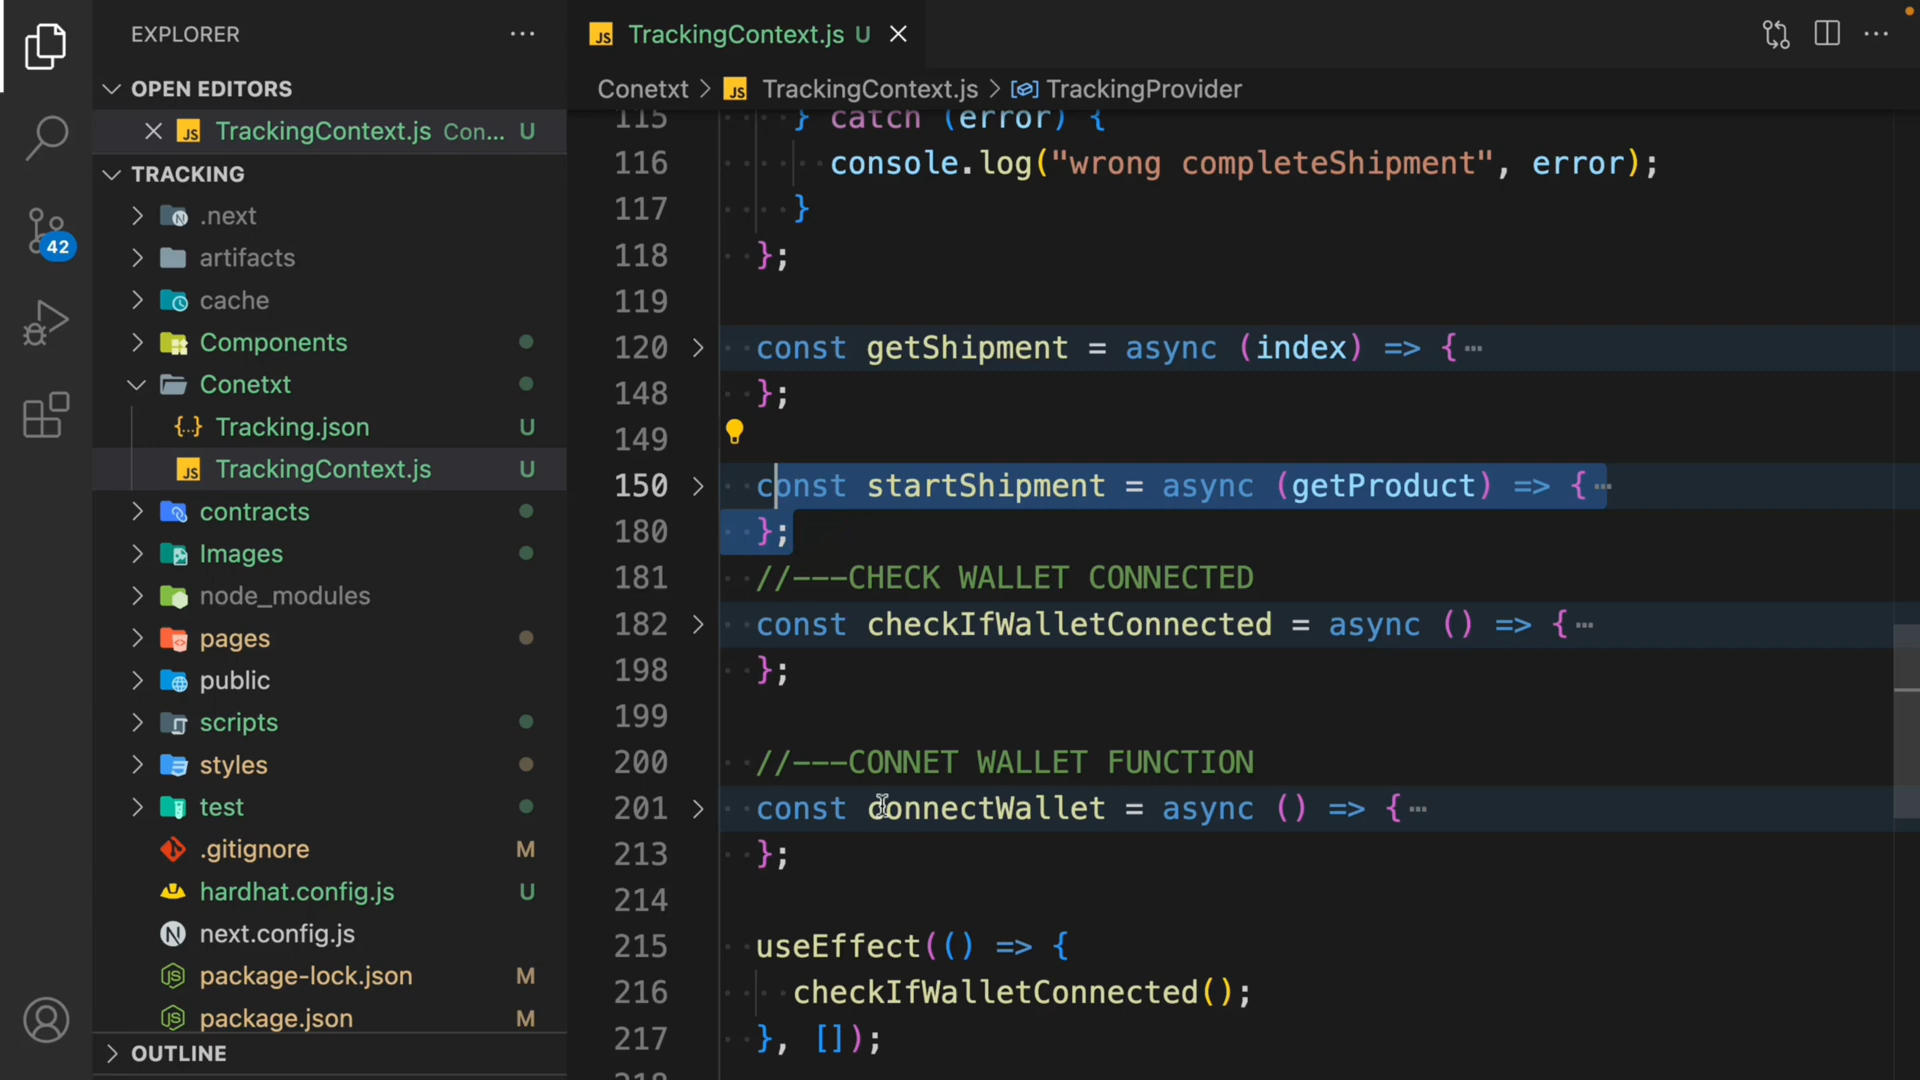 EXPLORER
OPEN EDITORS
TrackingContext.js Con... U
TRACKING
.next
artifacts
cache
Components
Conetxt
Tracking.json U
TrackingContext.js U
contracts
Images
node_modules
pages
public
scripts
styles
test
.gitignore M
hardhat.config.js U
next.config.js
package-lock.json M
package.json M
OUTLINE
42
TrackingContext.js U
Conetxt > TrackingContext.js > TrackingProvider
115 } catch (error) {
116 console.log("wrong completeShipment", error);
117 }
118 };
119
120 const getShipment = async (index) => {…
148 };
149
150 const startShipment = async (getProduct) => {…
180 };
181 //---CHECK WALLET CONNECTED
182 const checkIfWalletConnected = async () => {…
198 };
199
200 //---CONNET WALLET FUNCTION
201 const connectWallet = async () => {…
213 };
214
215 useEffect(() => {
216 checkIfWalletConnected();
217 }, []);